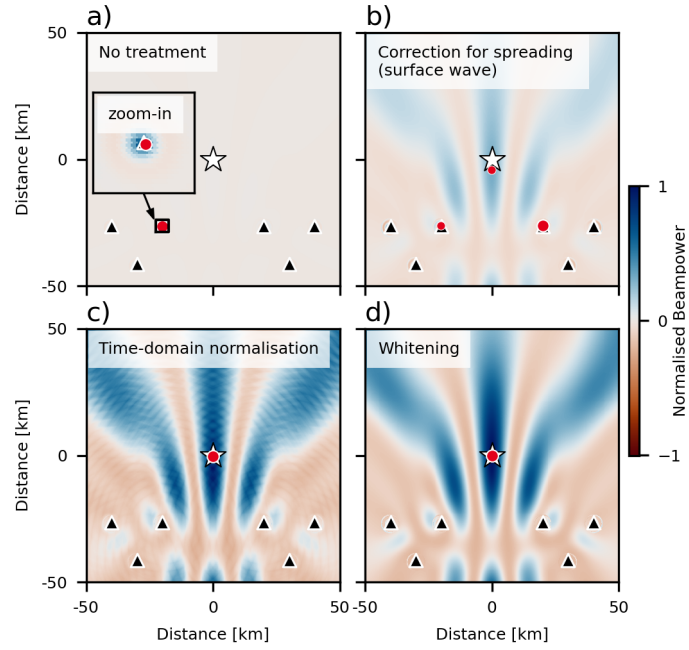 a)
b)
50
No treatment
Correction for spreading
(surface wave)
zoom-in
Distance [km]
0
-50
1
0
−1
Normalised Beampower
c)
d)
50
Time-domain normalisation
Whitening
Distance [km]
0
-50
-50
0
50
-50
0
50
Distance [km]
Distance [km]